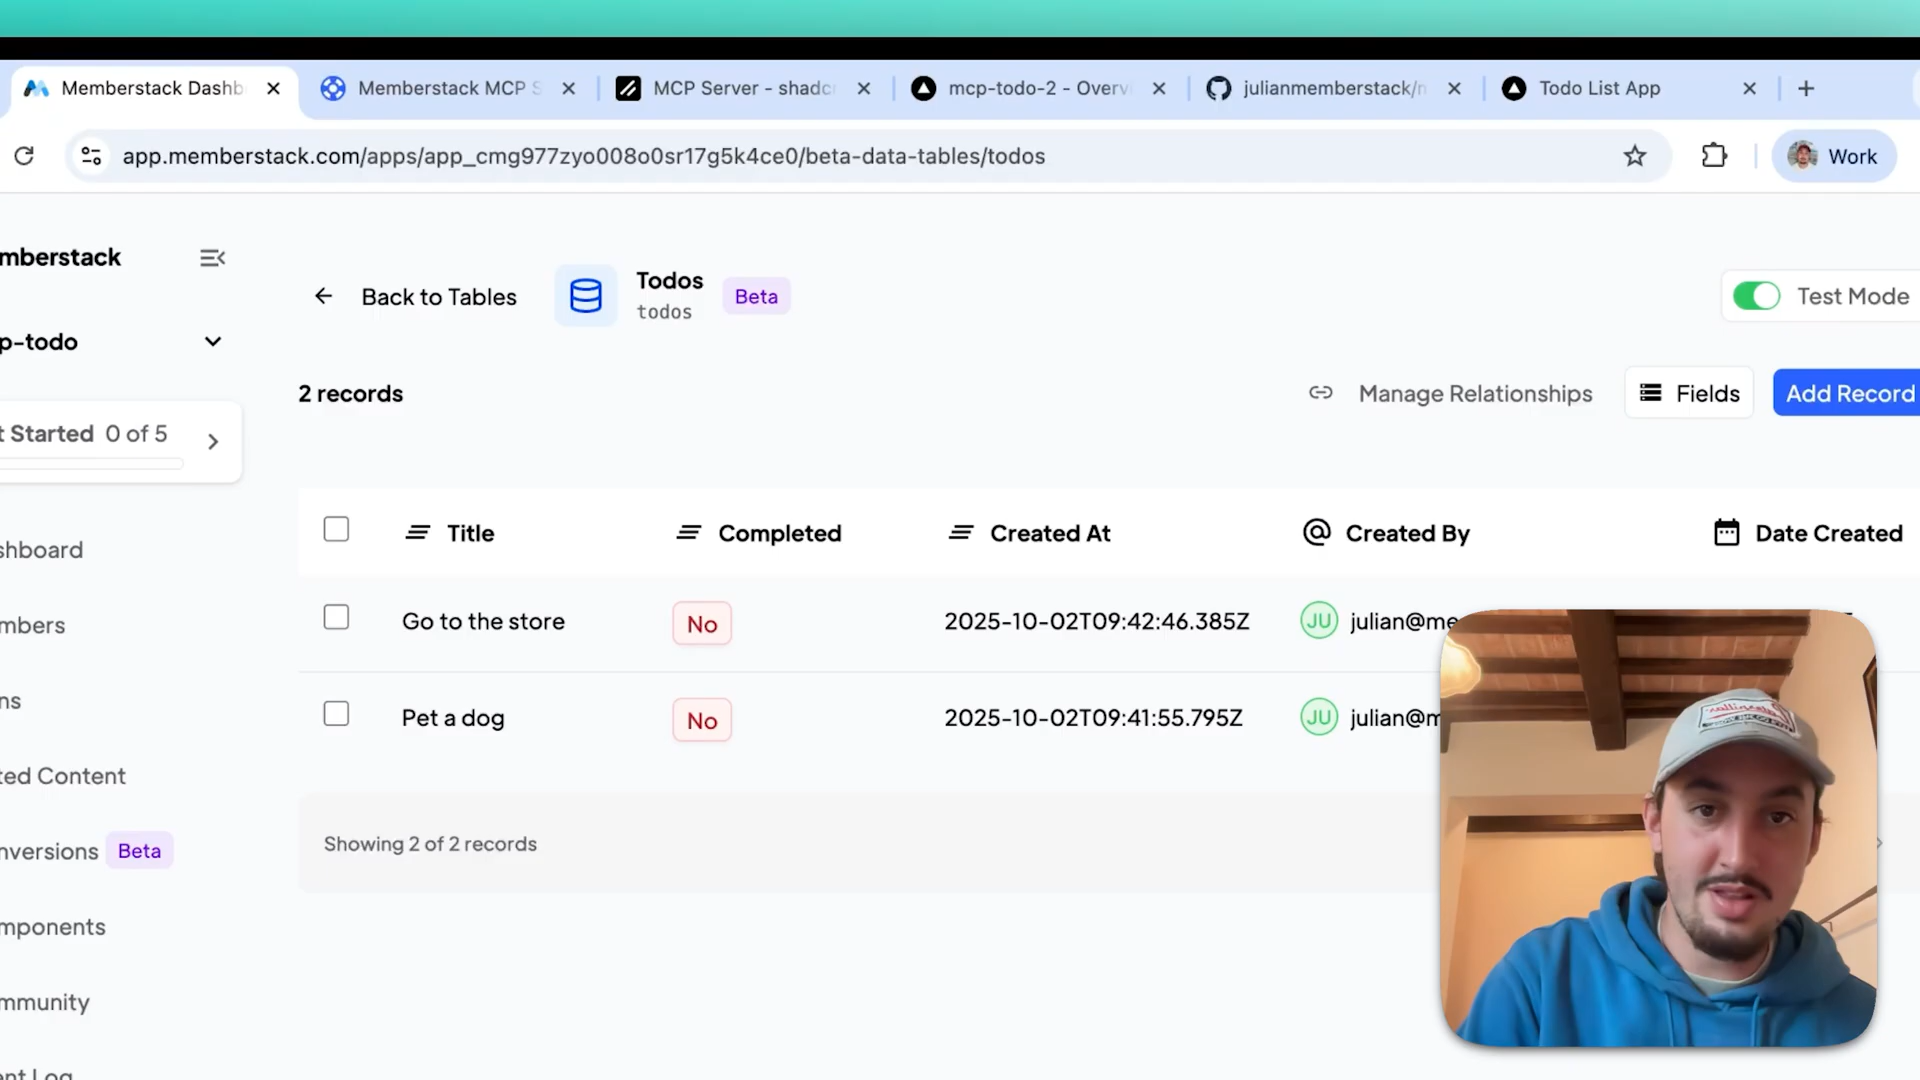 Memberstack Dashb
Memberstack MCP S
MCP Server - shadc
mcp-todo-2 - Overv
julianmemberstack/
Todo List App
app.memberstack.com/apps/app_cmg977zyo008o0sr17g5k4ce0/beta-data-tables/todos
Work
mberstack
Back to Tables
Todos
todos
Beta
Test Mode
p-todo
2 records
Manage Relationships
Fields
Add Record
t Started 0 of 5
Title
Completed
Created At
Created By
Date Created
shboard
Go to the store
No
2025-10-02T09:42:46.385Z
JU
julian@me
mbers
ns
Pet a dog
No
2025-10-02T09:41:55.795Z
JU
julian@m
ted Content
Showing 2 of 2 records
nversions
Beta
mponents
mmunity
nt Log